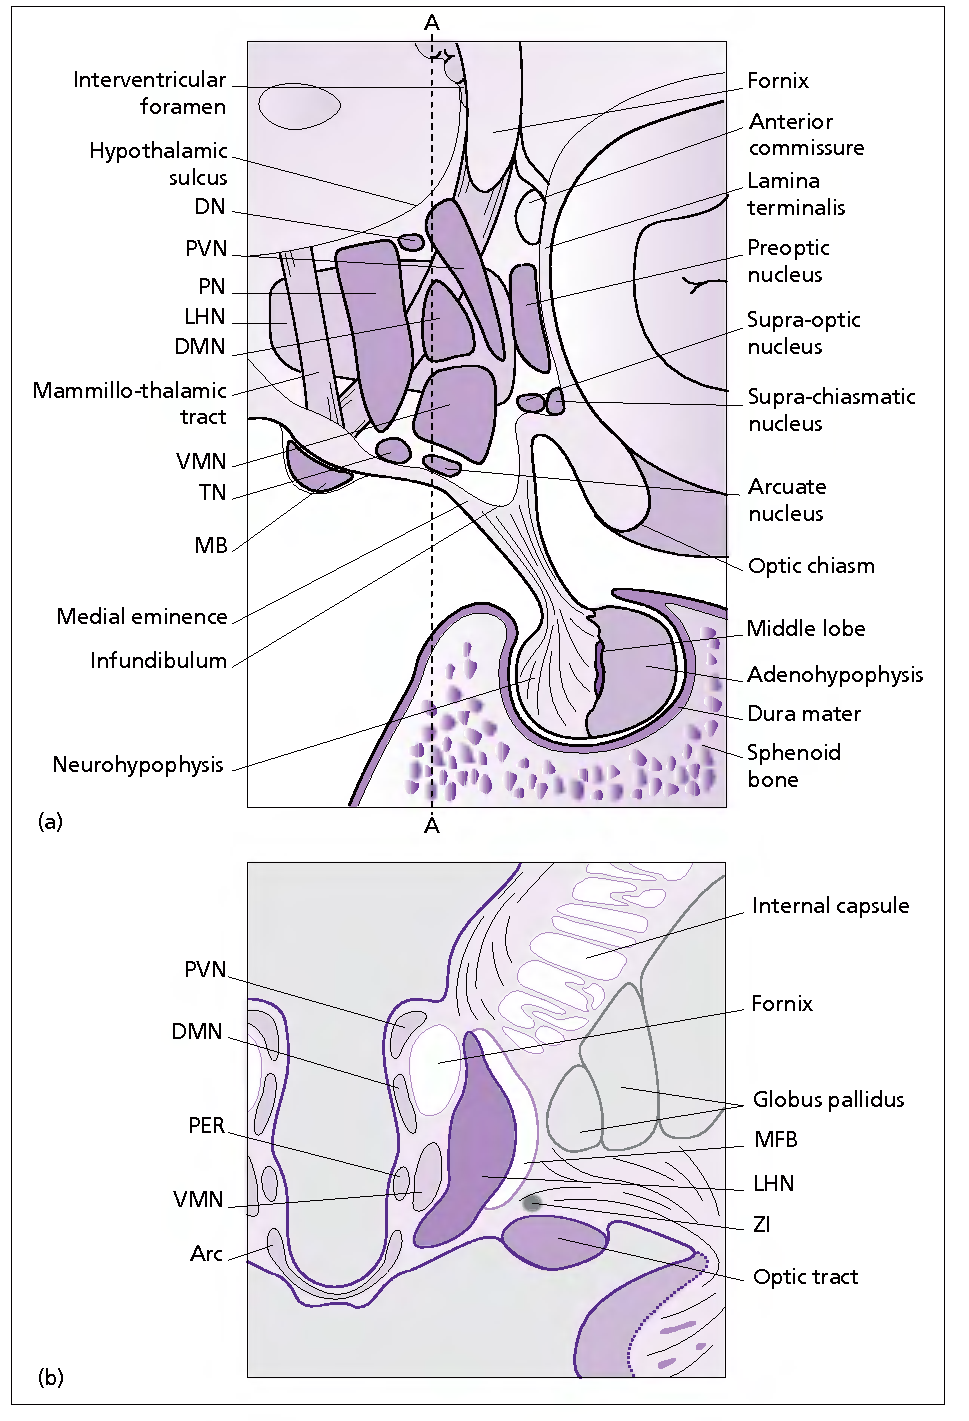 A
Interventricular
foramen
Hypothalamic
sulcus
DN
PVN
PN
LHN
DMN
Mammillo-thalamic
tract
VMN
TN
MB
Medial eminence
Infundibulum
Neurohypophysis
Fornix
Anterior
commissure
Lamina
terminalis
Preoptic
nucleus
Supra-optic
nucleus
Supra-chiasmatic
nucleus
Arcuate
nucleus
Optic chiasm
Middle lobe
Adenohypophysis
Dura mater
Sphenoid
bone
(a)
A
PVN
DMN
PER
VMN
Arc
Internal capsule
Fornix
Globus pallidus
MFB
LHN
ZI
Optic tract
(b)